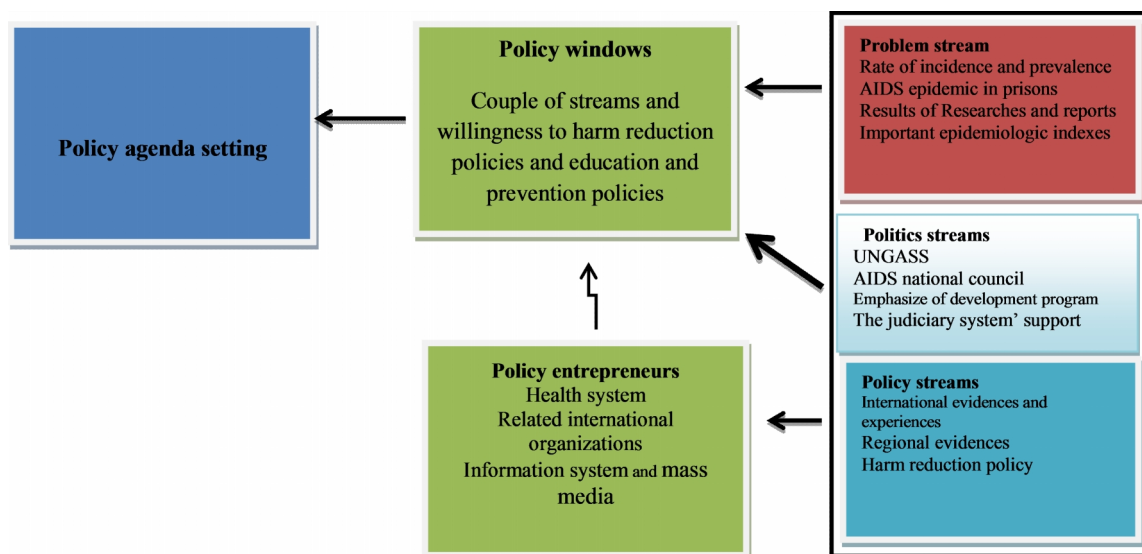 Policy agenda setting
Policy windows
Couple of streams and
willingness to harm reduction
policies and education and
prevention policies
Policy entrepreneurs
Health system
Related international
organizations
Information system and mass
media
Problem stream
Rate of incidence and prevalence
AIDS epidemic in prisons
Results of Researches and reports
Important epidemiologic indexes
Politics streams
UNGASS
AIDS national council
Emphasize of development program
The judiciary system’ support
Policy streams
International evidences and
experiences
Regional evidences
Harm reduction policy